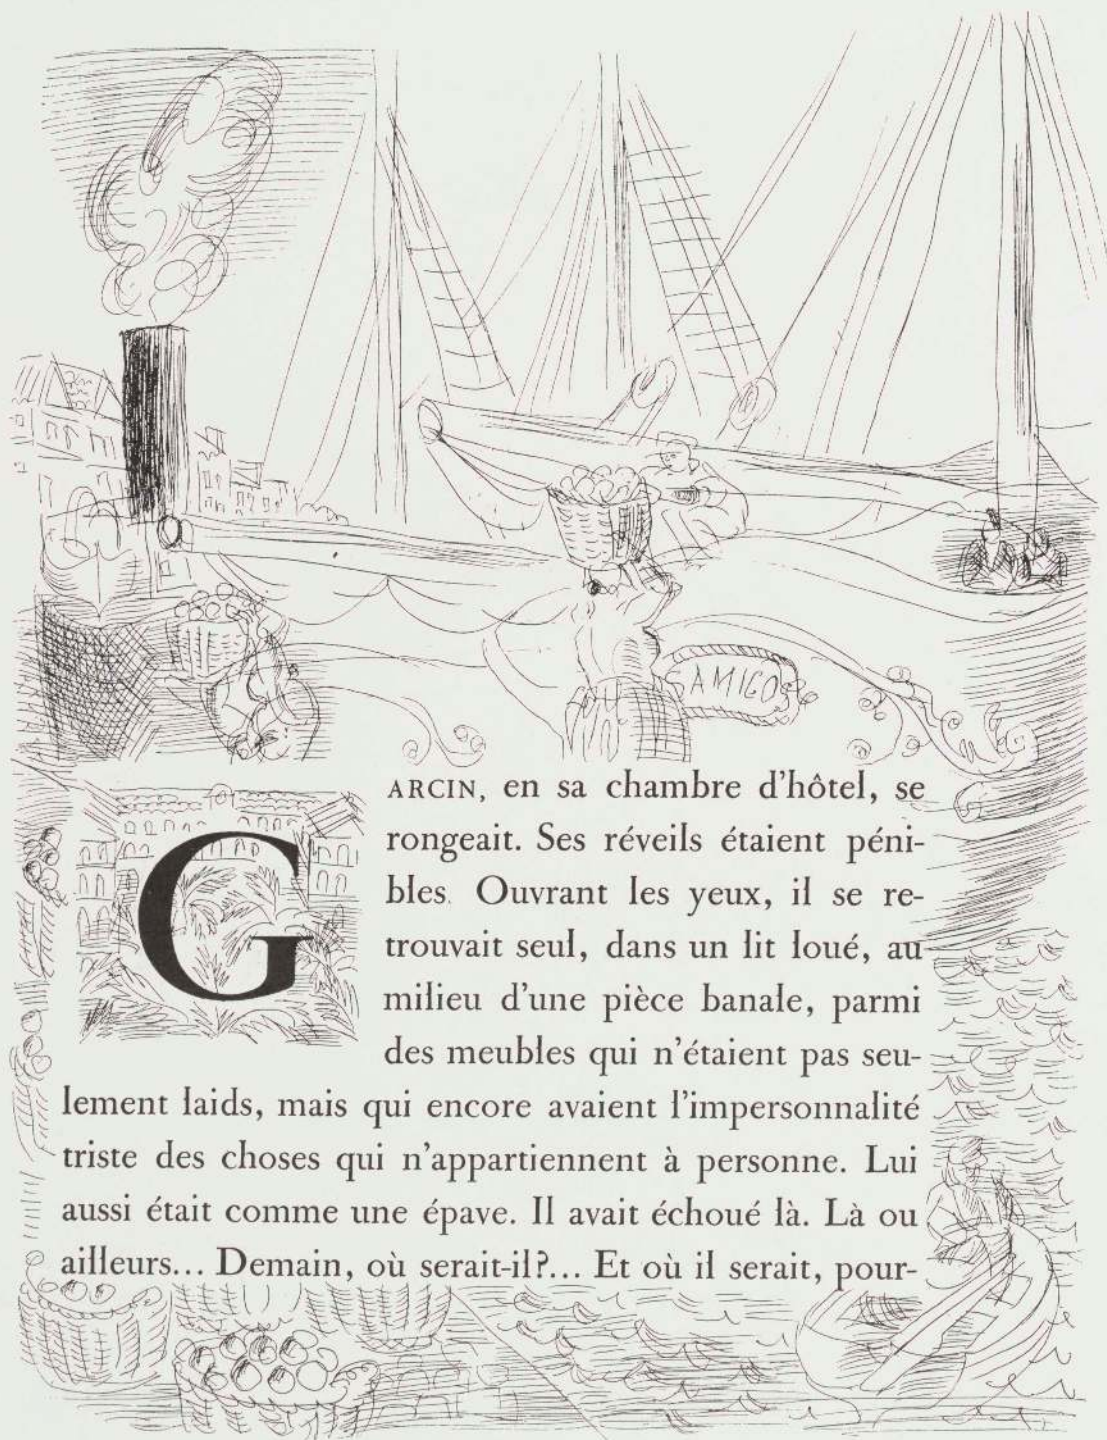 AMIGOS
GARCIN, en sa chambre d'hôtel, se
rongeait. Ses réveils étaient péni-
bles. Ouvrant les yeux, il se re-
trouvait seul, dans un lit loué, au
milieu d'une pièce banale, parmi
des meubles qui n'étaient pas seu-
lement laids, mais qui encore avaient l'impersonnalité
triste des choses qui n'appartiennent à personne. Lui
aussi était comme une épave. Il avait échoué là. Là ou
ailleurs... Demain, où serait-il?... Et où il serait, pour-